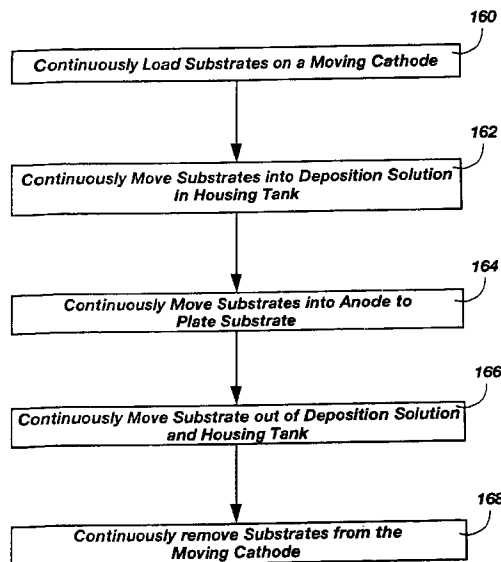 160
Continuously Load Substrates on a Moving Cathode
162
Continuously Move Substrates into Deposition Solution
in Housing Tank
164
Continuously Move Substrates into Anode to
Plate Substrate
166
Continuously Move Substrate out of Deposition Solution
and Housing Tank
168
Continuously remove Substrates from the
Moving Cathode